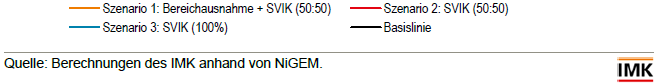 Szenario 1: Bereichausnahme + SVIK (50:50) Szenario 2: SVIK (50:50)
Szenario 3: SVIK (100%) Basislinie
Quelle: Berechnungen des IMK anhand von NiGEM.
IMK